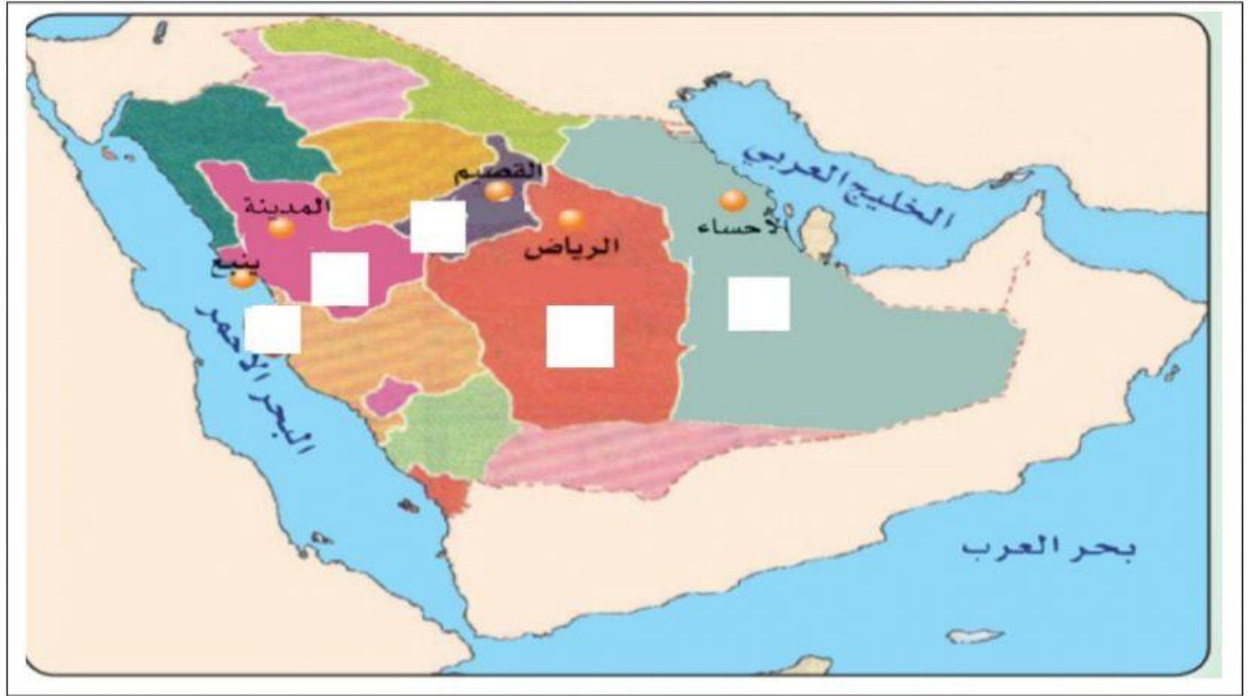 الخليج العربي
القصيم
المدينة
الأحساء
الرياض
ينبع
البحر الأحمر
بحر العرب